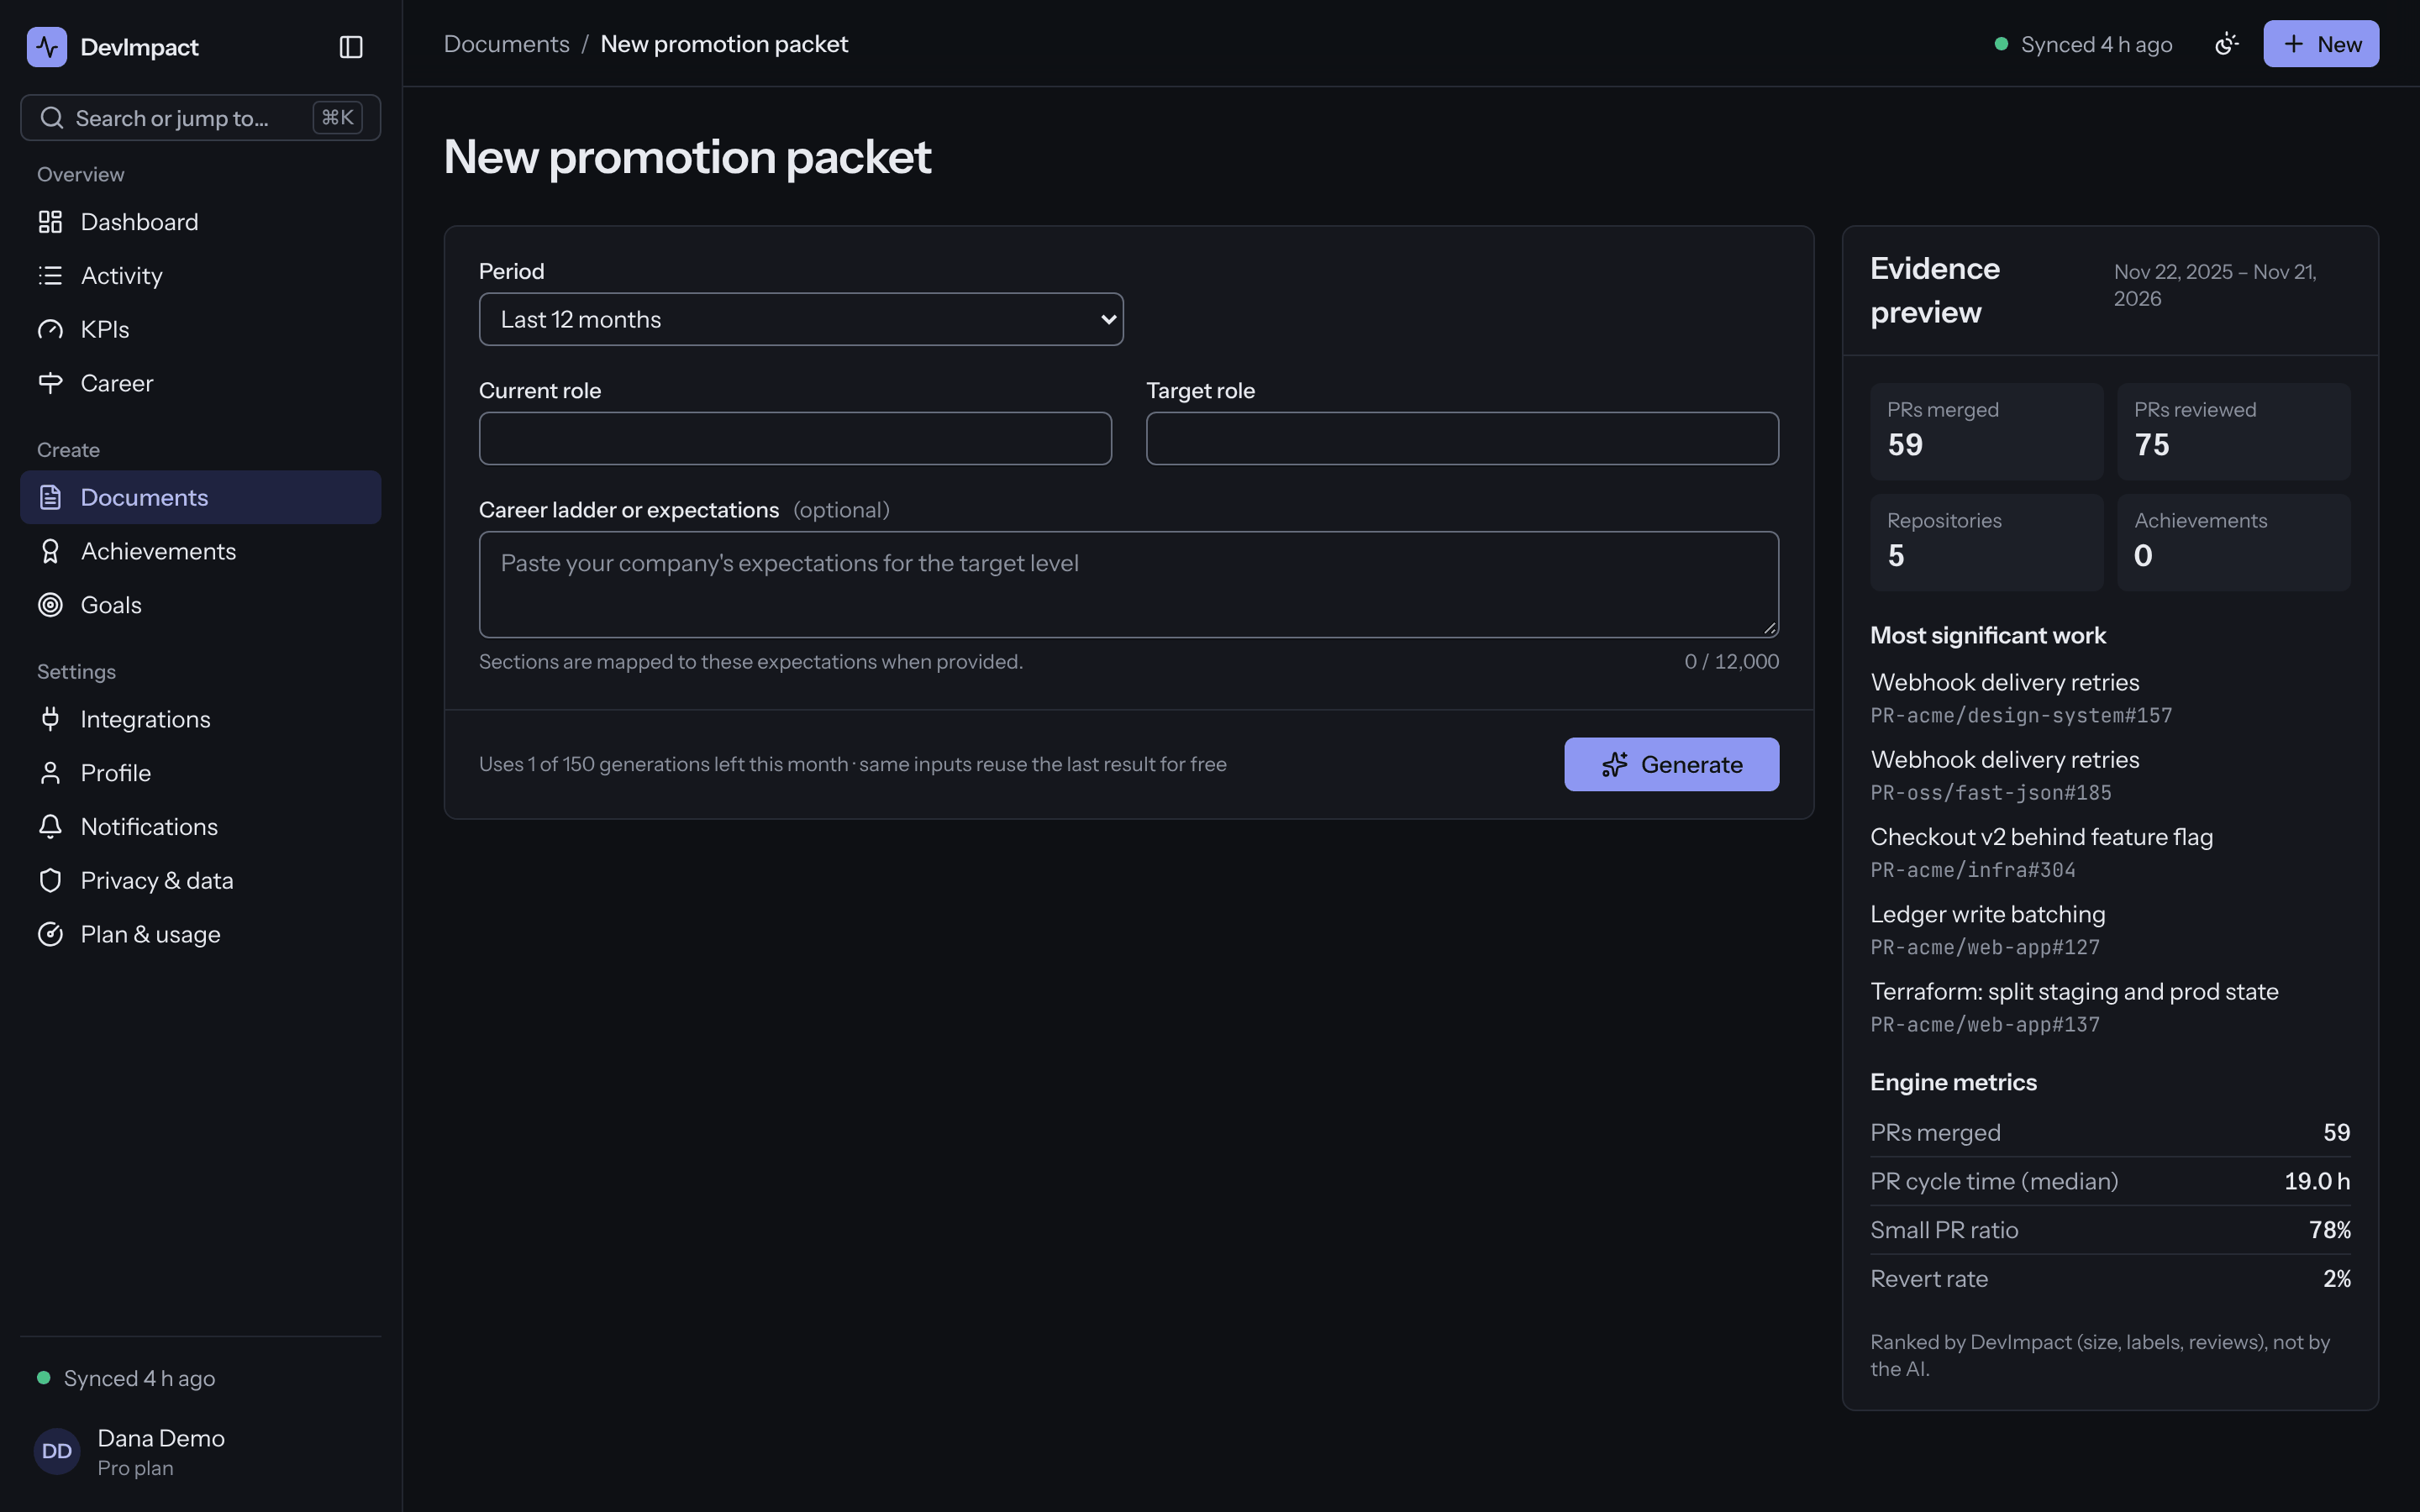 DevImpact
Search or jump to... ⌘K
Overview
Dashboard
Activity
KPIs
Career
Create
Documents
Achievements
Goals
Settings
Integrations
Profile
Notifications
Privacy & data
Plan & usage
Synced 4 h ago
DD
Dana Demo
Pro plan
Documents / New promotion packet
Synced 4 h ago
+ New
New promotion packet
Period
Last 12 months
Current role
Target role
Career ladder or expectations (optional)
Paste your company's expectations for the target level
Sections are mapped to these expectations when provided.
0 / 12,000
Uses 1 of 150 generations left this month · same inputs reuse the last result for free
Generate
Evidence
preview
Nov 22, 2025 – Nov 21,
2026
PRs merged
59
PRs reviewed
75
Repositories
5
Achievements
0
Most significant work
Webhook delivery retries
PR-acme/design-system#157
Webhook delivery retries
PR-oss/fast-json#185
Checkout v2 behind feature flag
PR-acme/infra#304
Ledger write batching
PR-acme/web-app#127
Terraform: split staging and prod state
PR-acme/web-app#137
Engine metrics
PRs merged 59
PR cycle time (median) 19.0 h
Small PR ratio 78%
Revert rate 2%
Ranked by DevImpact (size, labels, reviews), not by
the AI.